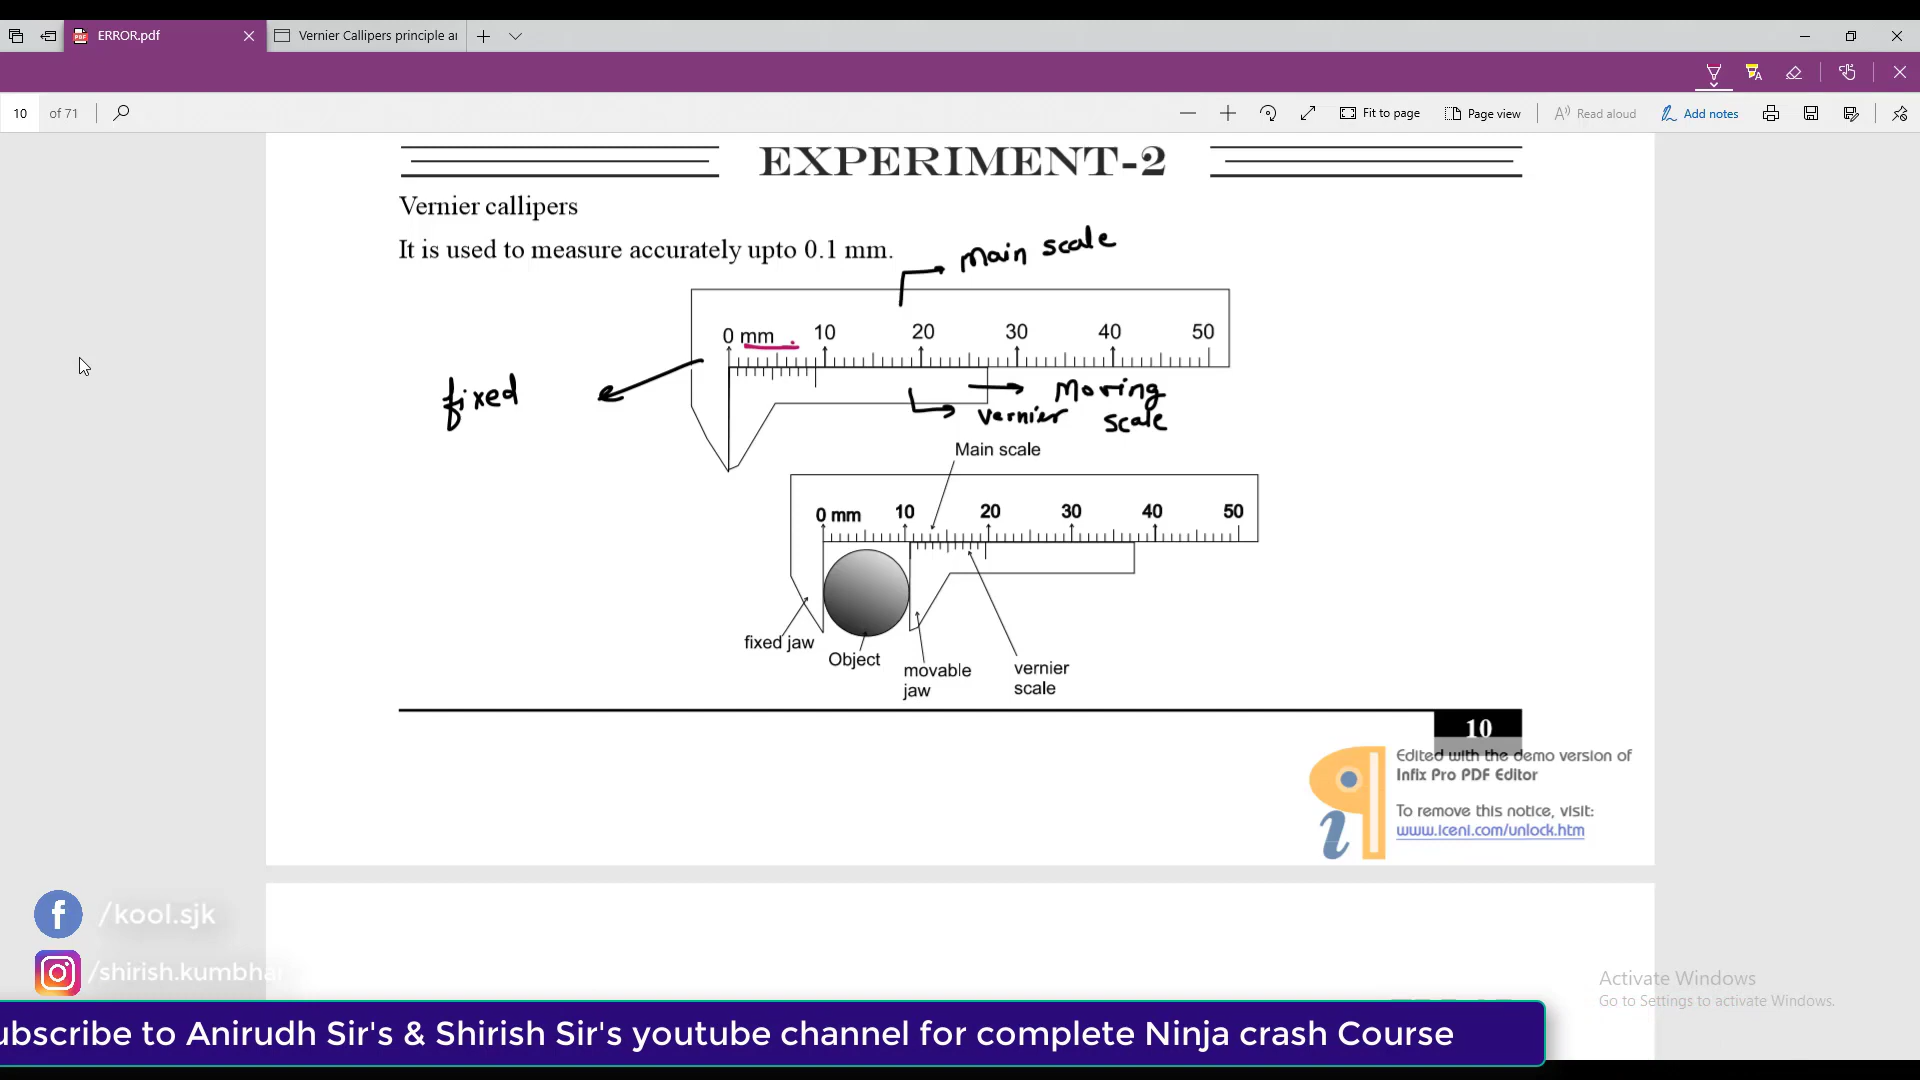 ERROR.pdf
Vernier Callipers principle ar
10 of 71
Fit to page
Page view
Read aloud
Add notes
EXPERIMENT-2
Vernier callipers
It is used to measure accurately upto 0.1 mm.
main scale
0 mm 10 20 30 40 50
fixed
Moving
vernier scale
Main scale
0 mm 10 20 30 40 50
fixed jaw
Object
movable
jaw
vernier
scale
10
Edited with the demo version of
Infix Pro PDF Editor
To remove this notice, visit:
www.iceni.com/unlock.htm
/kool.sjk
/shirish.kumbhar
Activate Windows
Go to Settings to activate Windows.
ubscribe to Anirudh Sir's & Shirish Sir's youtube channel for complete Ninja crash Course